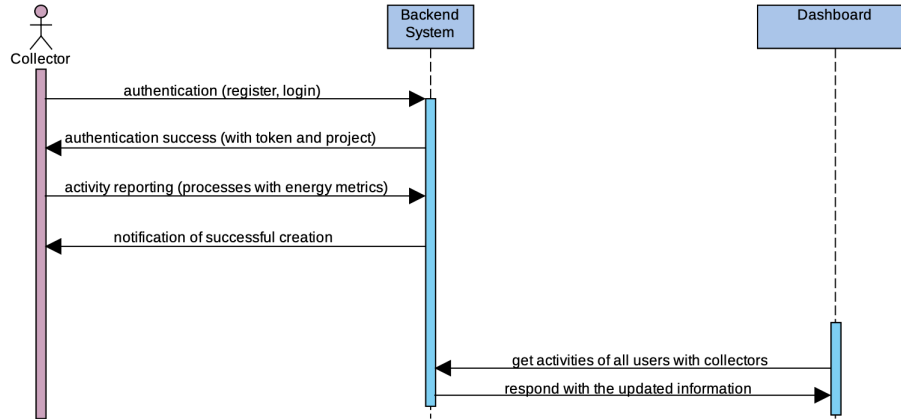 Collector
Backend
System
Dashboard
authentication (register, login)
authentication success (with token and project)
activity reporting (processes with energy metrics)
notification of successful creation
get activities of all users with collectors
respond with the updated information